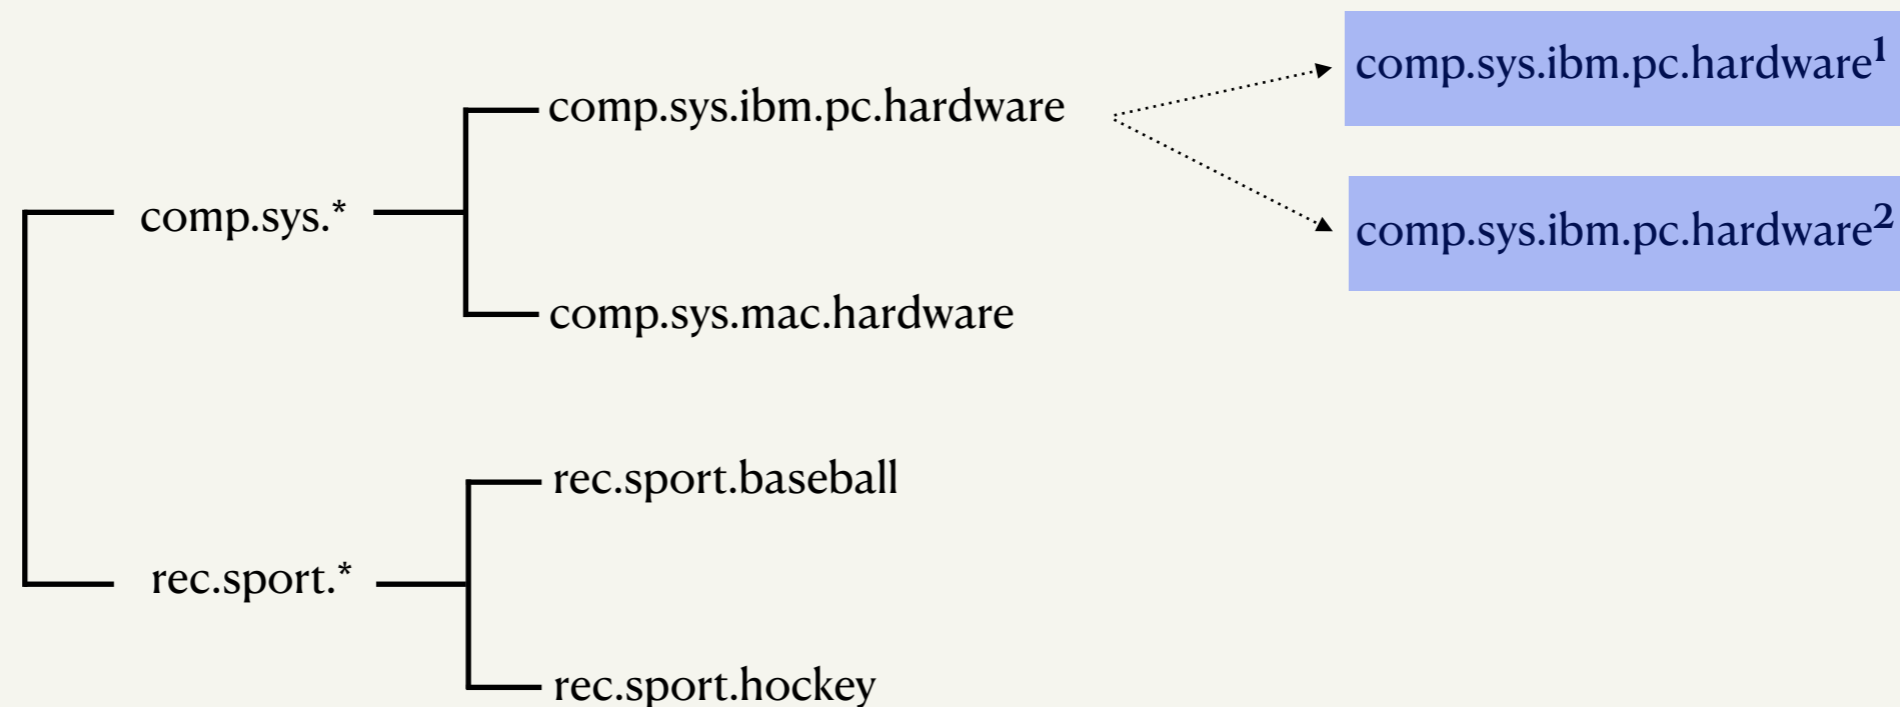 comp.sys.ibm.pc.hardware¹
comp.sys.ibm.pc.hardware
comp.sys.*
comp.sys.ibm.pc.hardware²
comp.sys.mac.hardware
rec.sport.baseball
rec.sport.*
rec.sport.hockey